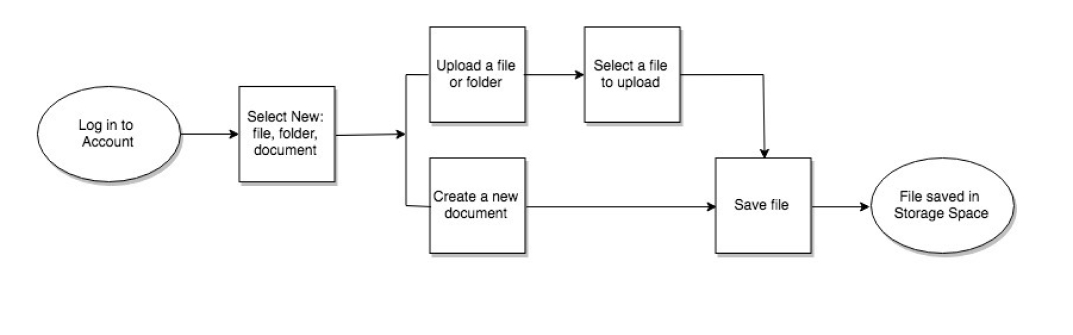 Log in to
Account
Select New:
file, folder,
document
Upload a file
or folder
Select a file
to upload
Create a new
document
Save file
File saved in
Storage Space